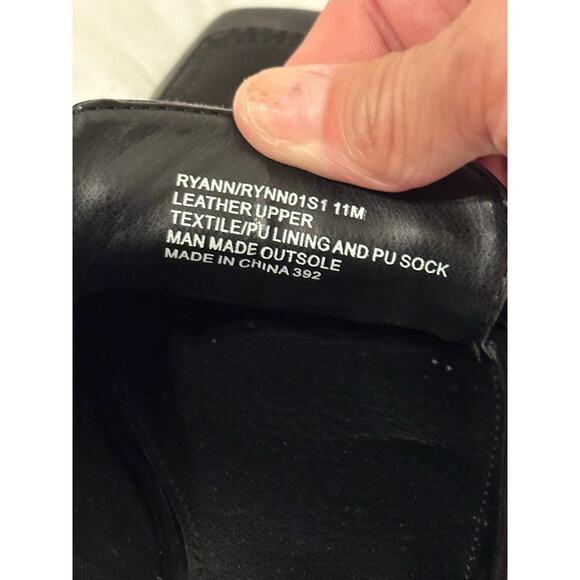 RYANN/RYNN01S1 11M
LEATHER UPPER
TEXTILE/PU LINING AND PU SOCK
MAN MADE OUTSOLE
MADE IN CHINA 392